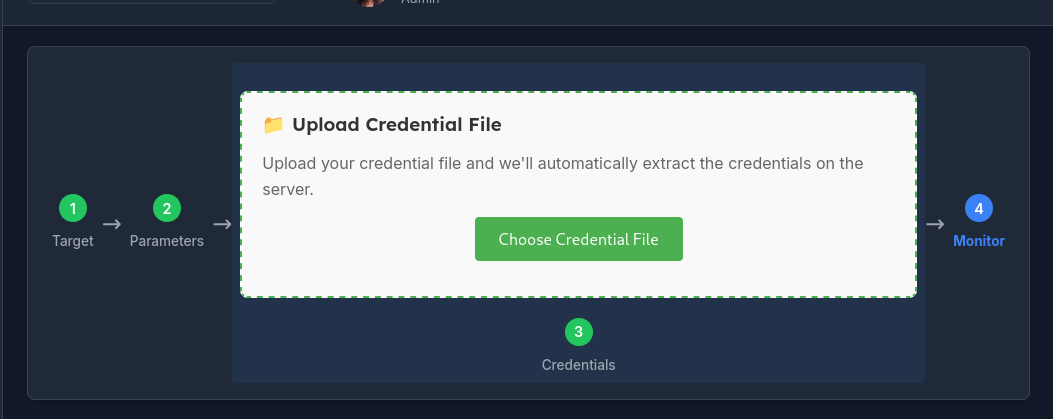 Admin
Upload Credential File
Upload your credential file and we'll automatically extract the credentials on the
server.
Choose Credential File
1
Target
→
2
Parameters
→
3
Credentials
→
4
Monitor